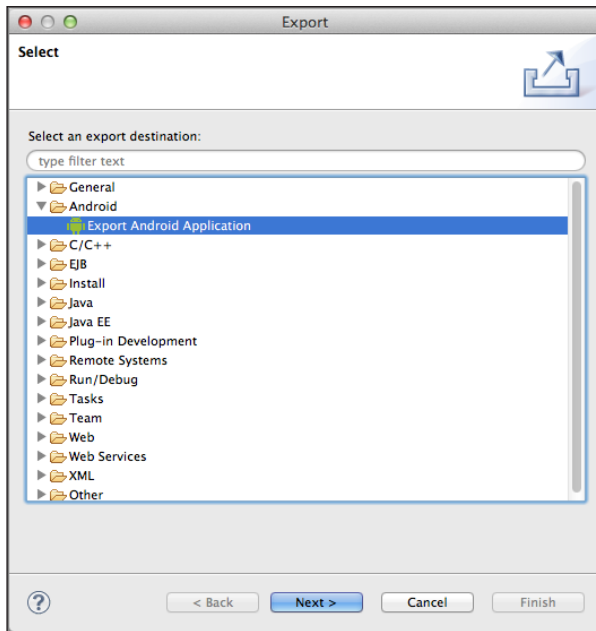 Export
Select
Select an export destination:
type filter text
General
Android
Export Android Application
C/C++
EJB
Install
Java
Java EE
Plug-in Development
Remote Systems
Run/Debug
Tasks
Team
Web
Web Services
XML
Other
? < Back Next > Cancel Finish